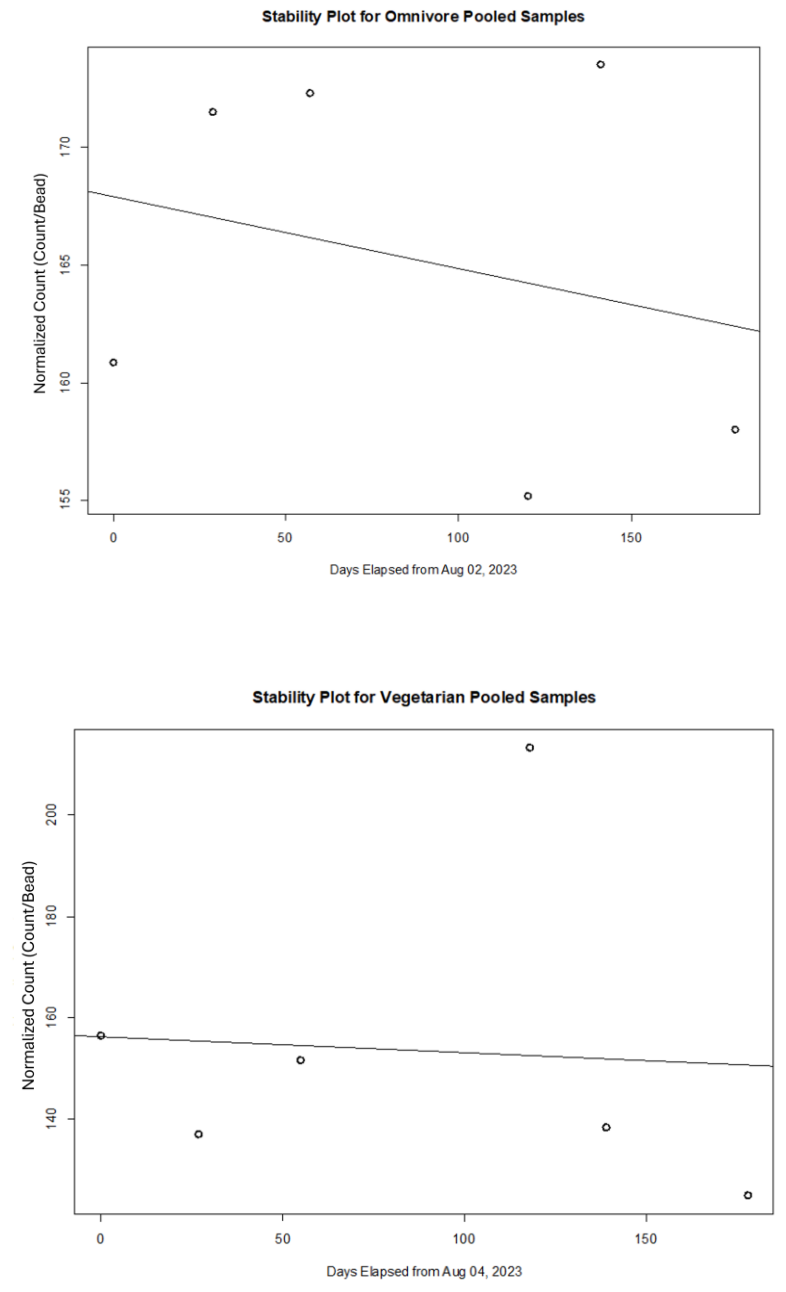 Stability Plot for Omnivore Pooled Samples
Normalized Count (Count/Bead)
170
165
160
155
0 50 100 150
Days Elapsed from Aug 02, 2023
Stability Plot for Vegetarian Pooled Samples
Normalized Count (Count/Bead)
200
180
160
140
0 50 100 150
Days Elapsed from Aug 04, 2023